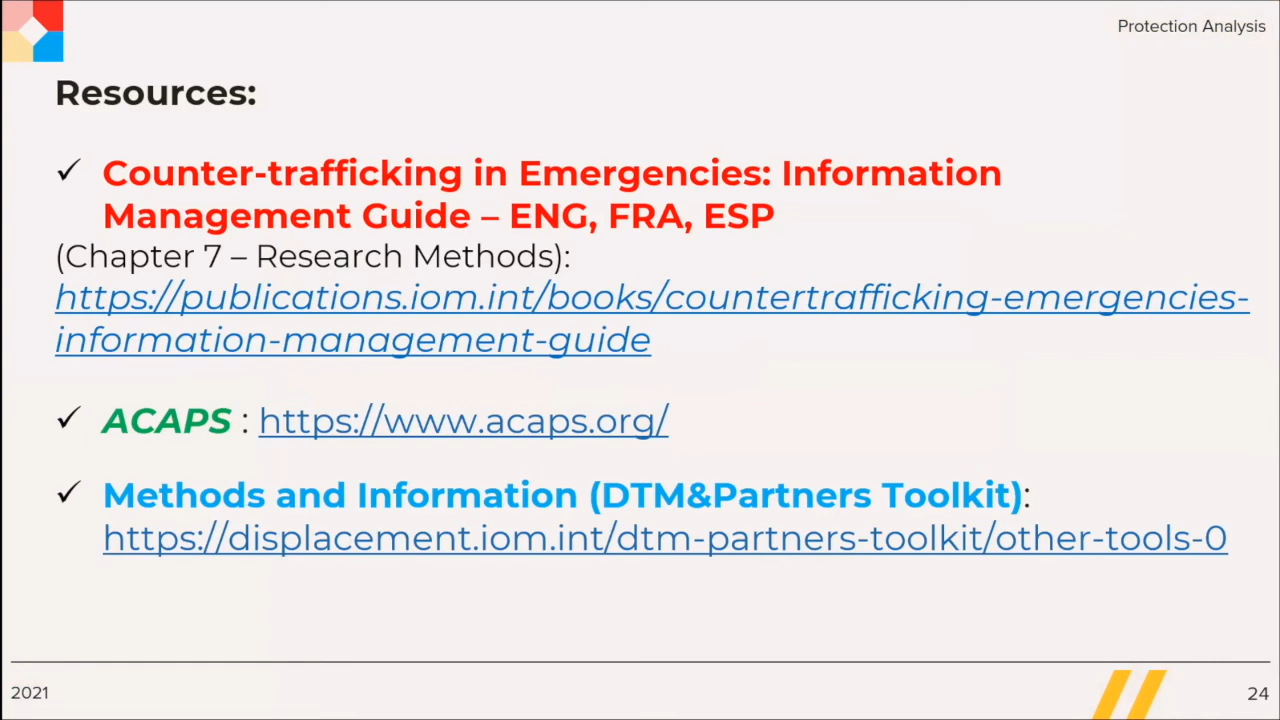 Protection Analysis
Resources:
✓ Counter-trafficking in Emergencies: Information
Management Guide – ENG, FRA, ESP
(Chapter 7 – Research Methods):
https://publications.iom.int/books/countertrafficking-emergencies-
information-management-guide
✓ ACAPS : https://www.acaps.org/
✓ Methods and Information (DTM&Partners Toolkit):
https://displacement.iom.int/dtm-partners-toolkit/other-tools-0
2021
24